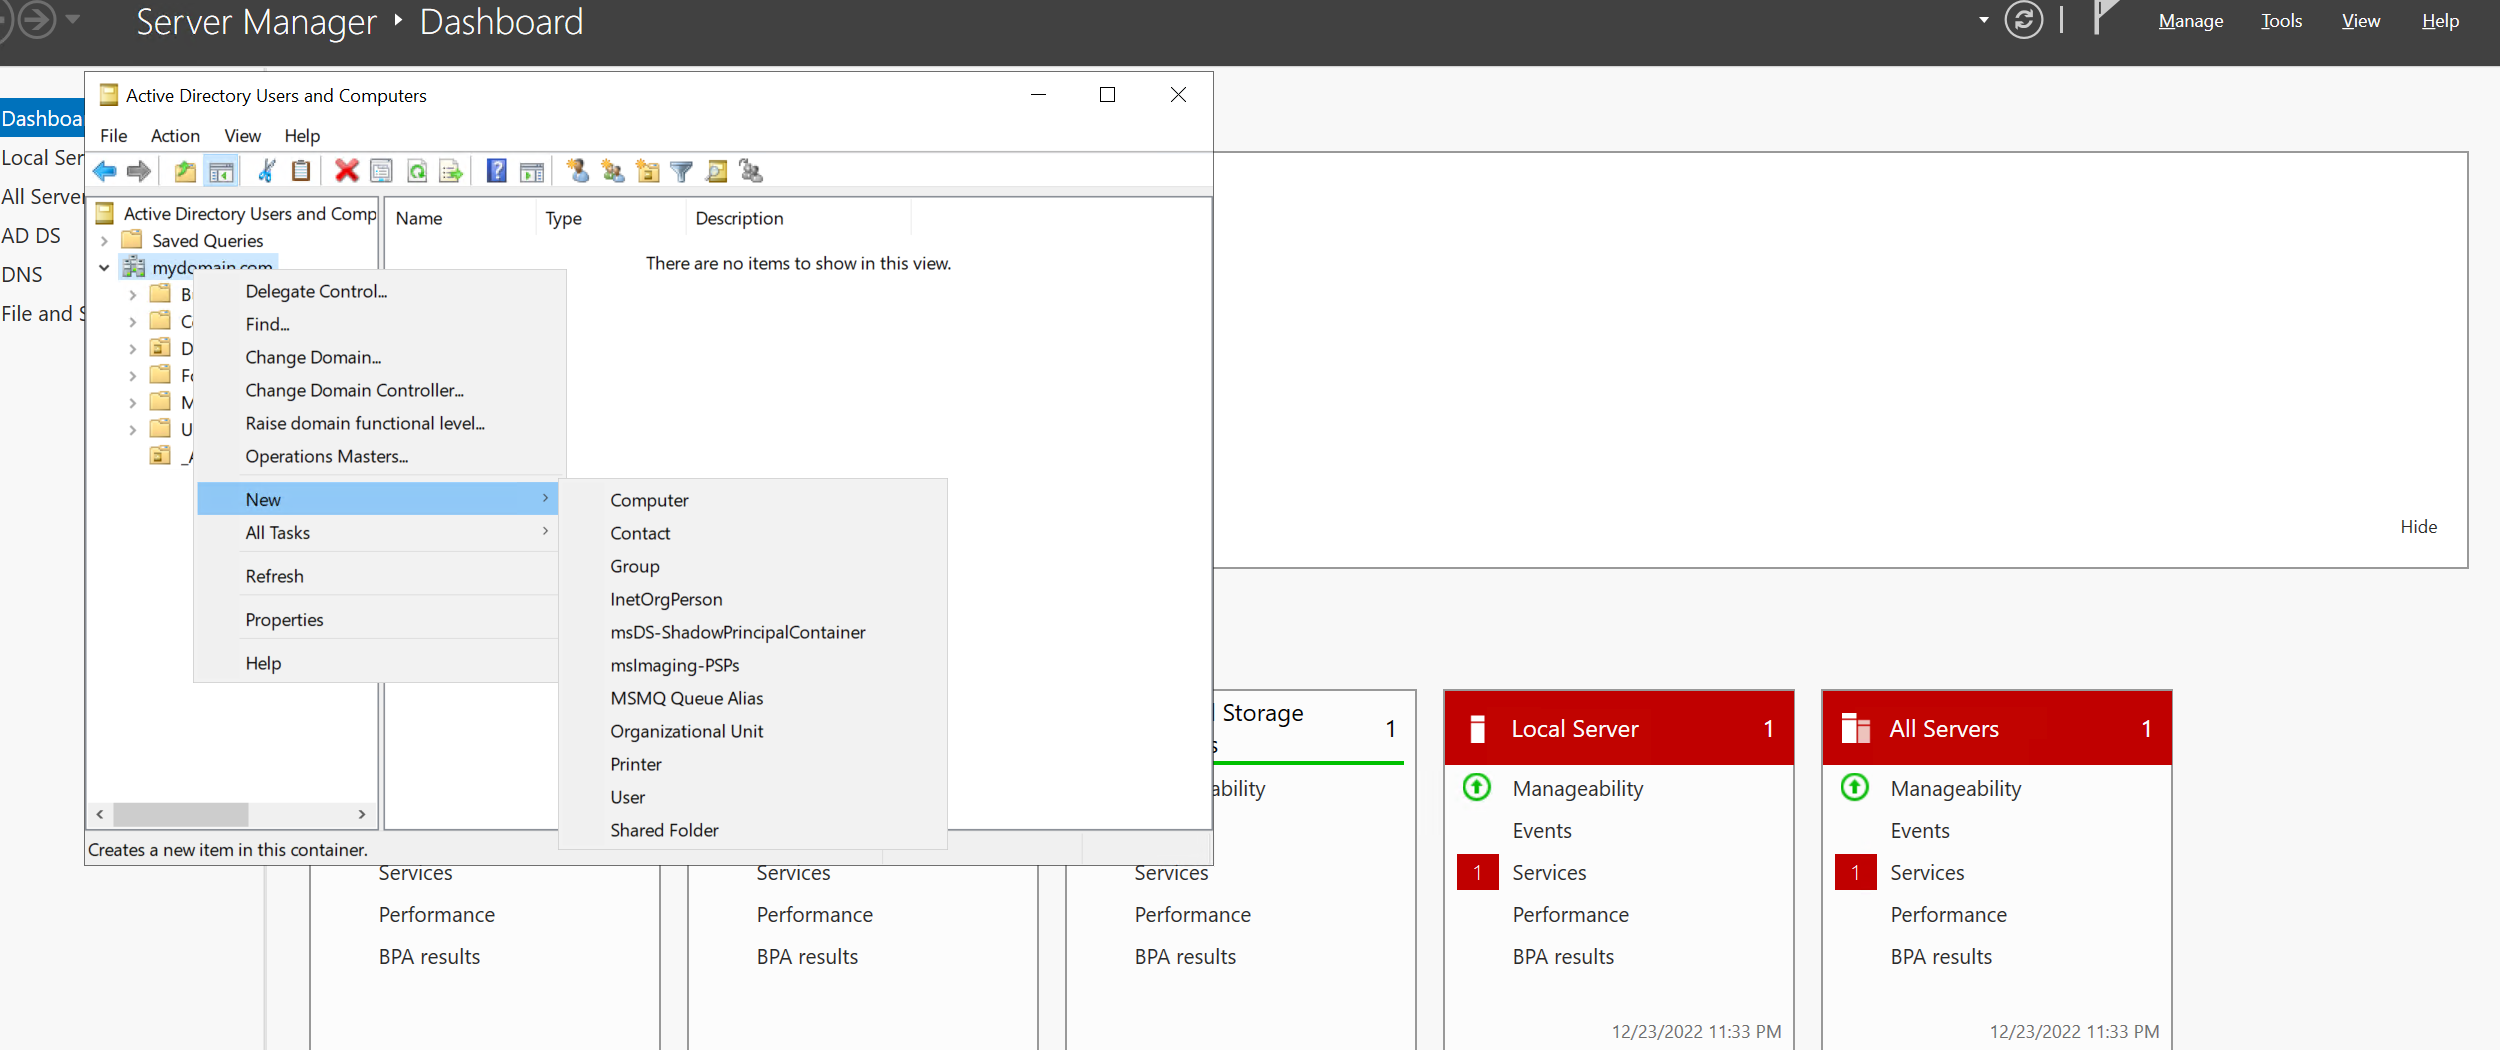 Server Manager ‣ Dashboard
Manage Tools View Help
Dashboa
Local Ser
All Server
AD DS
DNS
File and S
Active Directory Users and Computers
File Action View Help
Active Directory Users and Comp
Saved Queries
mydomain.com
B
C
D
Fo
M
U
_A
Name Type Description
There are no items to show in this view.
Delegate Control...
Find...
Change Domain...
Change Domain Controller...
Raise domain functional level...
Operations Masters...
New
All Tasks
Refresh
Properties
Help
Computer
Contact
Group
InetOrgPerson
msDS-ShadowPrincipalContainer
msImaging-PSPs
MSMQ Queue Alias
Organizational Unit
Printer
User
Shared Folder
Creates a new item in this container.
Hide
Services
Performance
BPA results
Services
Performance
BPA results
Storage 1
s
ability
Services
Performance
BPA results
Local Server 1
Manageability
Events
1 Services
Performance
BPA results
12/23/2022 11:33 PM
All Servers 1
Manageability
Events
1 Services
Performance
BPA results
12/23/2022 11:33 PM